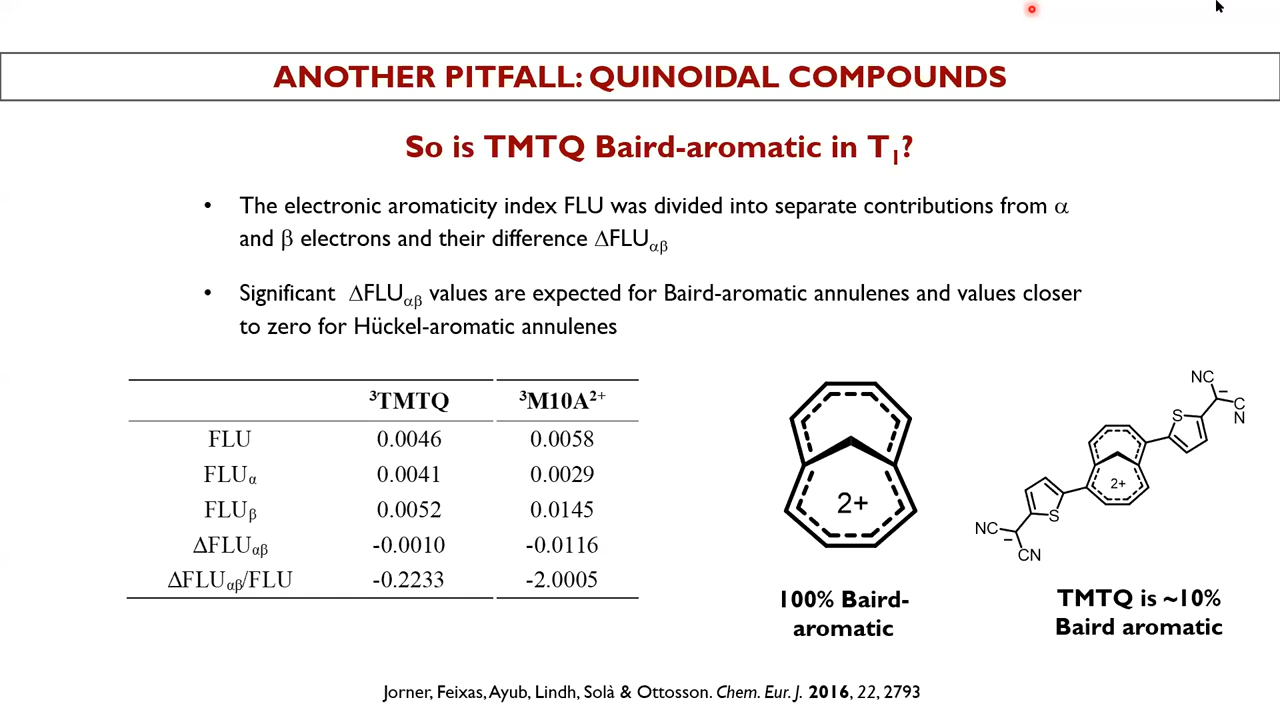 ANOTHER PITFALL: QUINOIDAL COMPOUNDS
So is TMTQ Baird-aromatic in T₁?
• The electronic aromaticity index FLU was divided into separate contributions from α
and β electrons and their difference ΔFLUαβ
• Significant ΔFLUαβ values are expected for Baird-aromatic annulenes and values closer
to zero for Hückel-aromatic annulenes
³TMTQ ³M10A²⁺
FLU 0.0046 0.0058
FLUα 0.0041 0.0029
FLUβ 0.0052 0.0145
ΔFLUαβ -0.0010 -0.0116
ΔFLUαβ/FLU -0.2233 -2.0005
2+
100% Baird-
aromatic
NC
–
C
N
S
2+
S
NC
–
CN
TMTQ is ~10%
Baird aromatic
Jorner, Feixas, Ayub, Lindh, Solà & Ottosson. Chem. Eur. J. 2016, 22, 2793